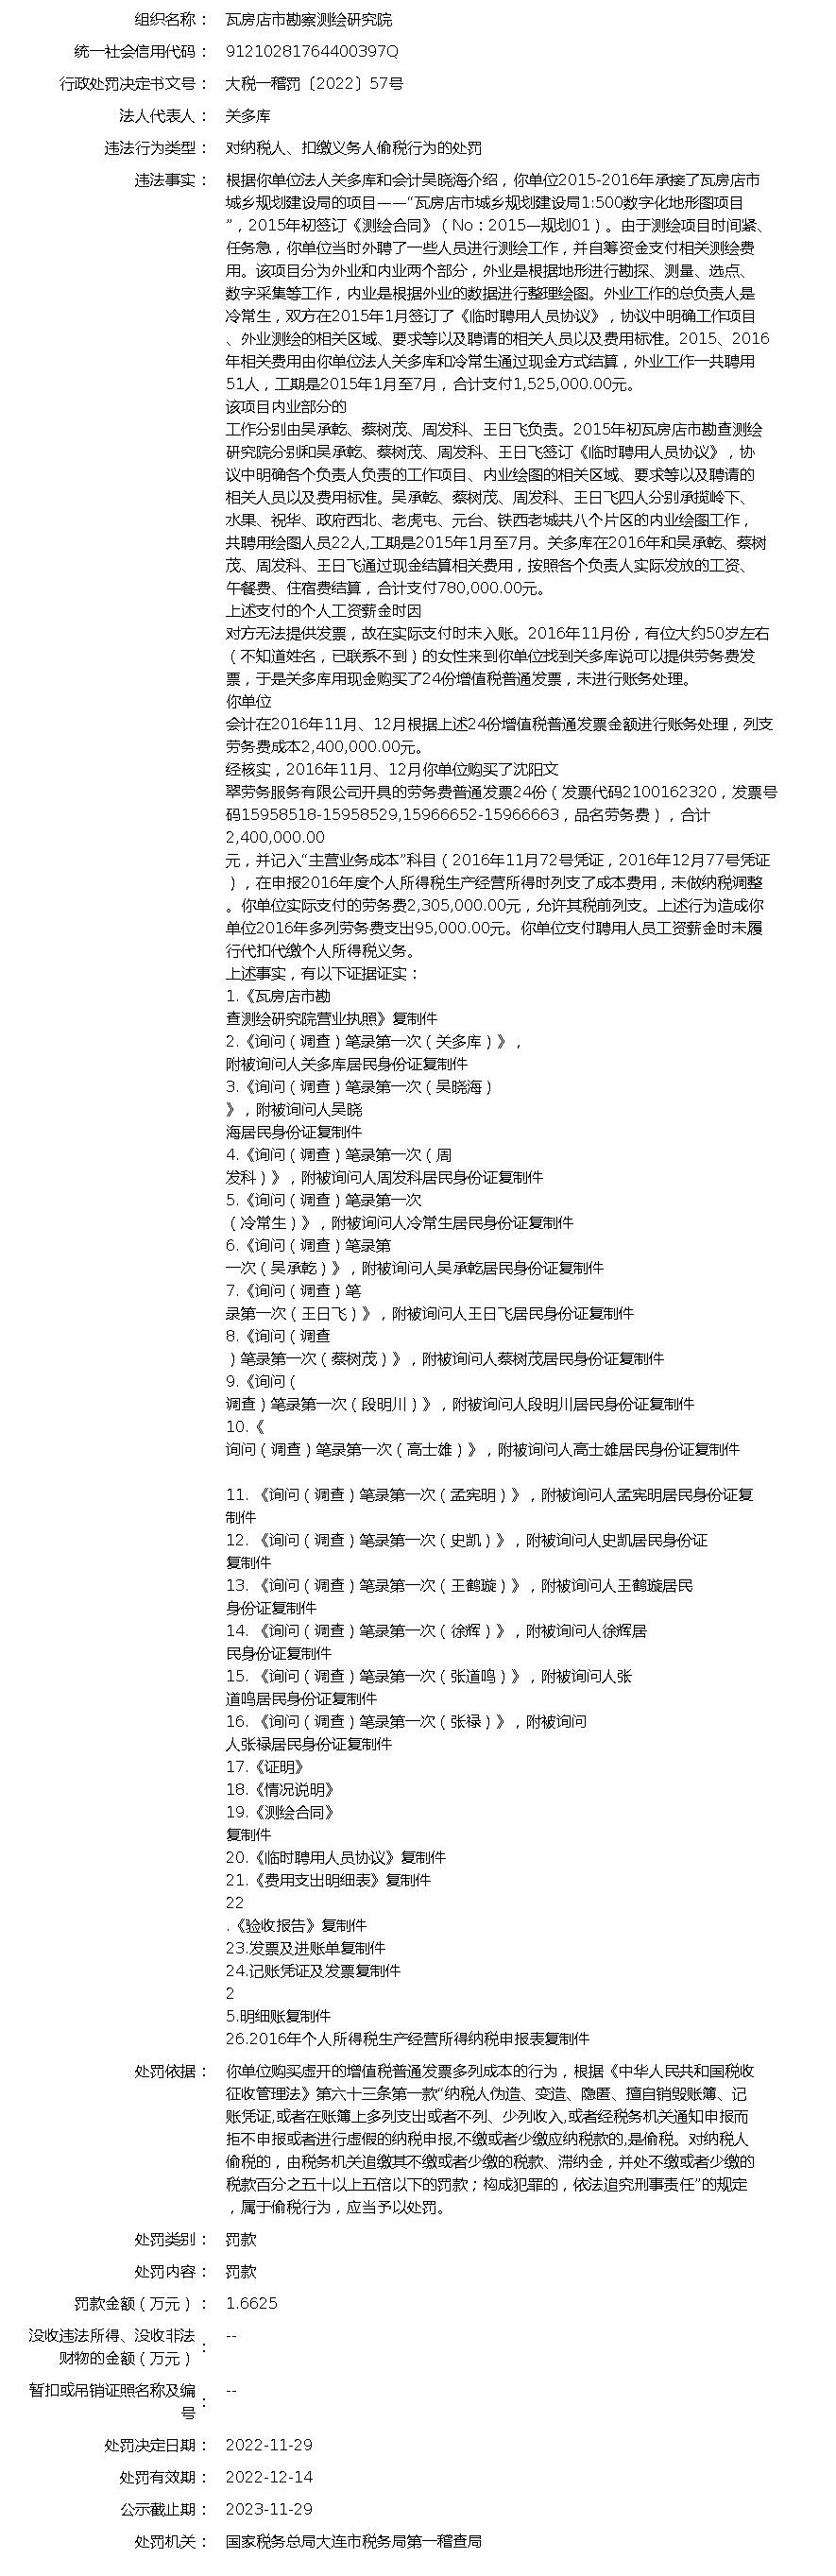 组织名称： 瓦房店市勘察测绘研究院
统一社会信用代码： 91210281764400397Q
行政处罚决定书文号： 大税一稽罚〔2022〕57号
法人代表人： 关多库
违法行为类型： 对纳税人、扣缴义务人偷税行为的处罚
违法事实： 根据你单位法人关多库和会计吴晓海介绍，你单位2015-2016年承接了瓦房店市
城乡规划建设局的项目——“瓦房店市城乡规划建设局1:500数字化地形图项目
”，2015年初签订《测绘合同》（No：2015—规划01）。由于测绘项目时间紧、
任务急，你单位当时外聘了一些人员进行测绘工作，并自筹资金支付相关测绘费
用。该项目分为外业和内业两个部分，外业是根据地形进行勘探、测量、选点、
数字采集等工作，内业是根据外业的数据进行整理绘图。外业工作的总负责人是
冷常生，双方在2015年1月签订了《临时聘用人员协议》，协议中明确工作项目
、外业测绘的相关区域、要求等以及聘请的相关人员以及费用标准。2015、2016
年相关费用由你单位法人关多库和冷常生通过现金方式结算，外业工作一共聘用
51人，工期是2015年1月至7月，合计支付1,525,000.00元。
该项目内业部分的
工作分别由吴承乾、蔡树茂、周发科、王日飞负责。2015年初瓦房店市勘查测绘
研究院分别和吴承乾、蔡树茂、周发科、王日飞签订《临时聘用人员协议》，协
议中明确各个负责人负责的工作项目、内业绘图的相关区域、要求等以及聘请的
相关人员以及费用标准。吴承乾、蔡树茂、周发科、王日飞四人分别承揽岭下、
水果、祝华、政府西北、老虎屯、元台、铁西老城共八个片区的内业绘图工作，
共聘用绘图人员22人,工期是2015年1月至7月。关多库在2016年和吴承乾、蔡树
茂、周发科、王日飞通过现金结算相关费用，按照各个负责人实际发放的工资、
午餐费、住宿费结算，合计支付780,000.00元。
上述支付的个人工资薪金时因
对方无法提供发票，故在实际支付时未入账。2016年11月份，有位大约50岁左右
（不知道姓名，已联系不到）的女性来到你单位找到关多库说可以提供劳务费发
票，于是关多库用现金购买了24份增值税普通发票，未进行账务处理。
你单位
会计在2016年11月、12月根据上述24份增值税普通发票金额进行账务处理，列支
劳务费成本2,400,000.00元。
经核实，2016年11月、12月你单位购买了沈阳文
翠劳务服务有限公司开具的劳务费普通发票24份（发票代码2100162320，发票号
码15958518-15958529,15966652-15966663，品名劳务费），合计
2,400,000.00
元，并记入“主营业务成本”科目（2016年11月72号凭证，2016年12月77号凭证
），在申报2016年度个人所得税生产经营所得时列支了成本费用，未做纳税调整
。你单位实际支付的劳务费2,305,000.00元，允许其税前列支。上述行为造成你
单位2016年多列劳务费支出95,000.00元。你单位支付聘用人员工资薪金时未履
行代扣代缴个人所得税义务。
上述事实，有以下证据证实：
1.《瓦房店市勘
查测绘研究院营业执照》复制件
2.《询问（调查）笔录第一次（关多库）》，
附被询问人关多库居民身份证复制件
3.《询问（调查）笔录第一次（吴晓海）
》，附被询问人吴晓
海居民身份证复制件
4.《询问（调查）笔录第一次（周
发科）》，附被询问人周发科居民身份证复制件
5.《询问（调查）笔录第一次
（冷常生）》，附被询问人冷常生居民身份证复制件
6.《询问（调查）笔录第
一次（吴承乾）》，附被询问人吴承乾居民身份证复制件
7.《询问（调查）笔
录第一次（王日飞）》，附被询问人王日飞居民身份证复制件
8.《询问（调查
）笔录第一次（蔡树茂）》，附被询问人蔡树茂居民身份证复制件
9.《询问（
调查）笔录第一次（段明川）》，附被询问人段明川居民身份证复制件
10.《
询问（调查）笔录第一次（高士雄）》，附被询问人高士雄居民身份证复制件
11. 《询问（调查）笔录第一次（孟宪明）》，附被询问人孟宪明居民身份证复
制件
12. 《询问（调查）笔录第一次（史凯）》，附被询问人史凯居民身份证
复制件
13. 《询问（调查）笔录第一次（王鹤璇）》，附被询问人王鹤璇居民
身份证复制件
14. 《询问（调查）笔录第一次（徐辉）》，附被询问人徐辉居
民身份证复制件
15. 《询问（调查）笔录第一次（张道鸣）》，附被询问人张
道鸣居民身份证复制件
16. 《询问（调查）笔录第一次（张禄）》，附被询问
人张禄居民身份证复制件
17.《证明》
18.《情况说明》
19.《测绘合同》
复制件
20.《临时聘用人员协议》复制件
21.《费用支出明细表》复制件
22
.《验收报告》复制件
23.发票及进账单复制件
24.记账凭证及发票复制件
2
5.明细账复制件
26.2016年个人所得税生产经营所得纳税申报表复制件
处罚依据： 你单位购买虚开的增值税普通发票多列成本的行为，根据《中华人民共和国税收
征收管理法》第六十三条第一款“纳税人伪造、变造、隐匿、擅自销毁账簿、记
账凭证,或者在账簿上多列支出或者不列、少列收入,或者经税务机关通知申报而
拒不申报或者进行虚假的纳税申报,不缴或者少缴应纳税款的,是偷税。对纳税人
偷税的，由税务机关追缴其不缴或者少缴的税款、滞纳金，并处不缴或者少缴的
税款百分之五十以上五倍以下的罚款；构成犯罪的，依法追究刑事责任”的规定
，属于偷税行为，应当予以处罚。
处罚类别： 罚款
处罚内容： 罚款
罚款金额（万元）： 1.6625
没收违法所得、没收非法
财物的金额（万元）： --
暂扣或吊销证照名称及编
号： --
处罚决定日期： 2022-11-29
处罚有效期： 2022-12-14
公示截止期： 2023-11-29
处罚机关： 国家税务总局大连市税务局第一稽查局